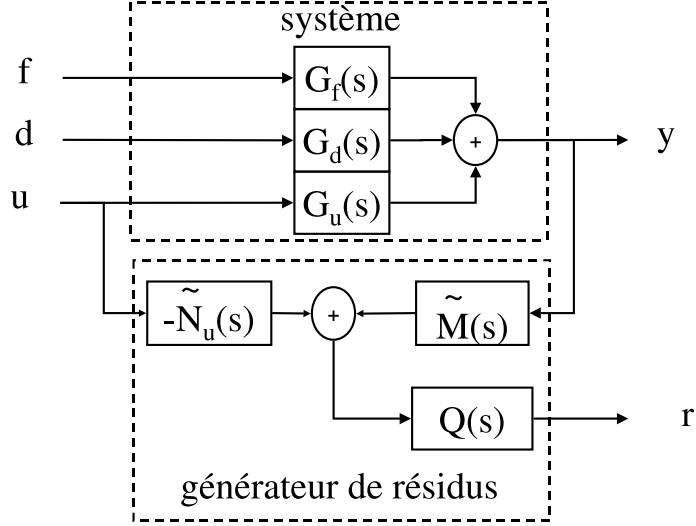 système
f
G_f(s)
d
G_d(s)
+
y
u
G_u(s)
-Ñ_u(s)
+
M̃(s)
Q(s)
r
générateur de résidus